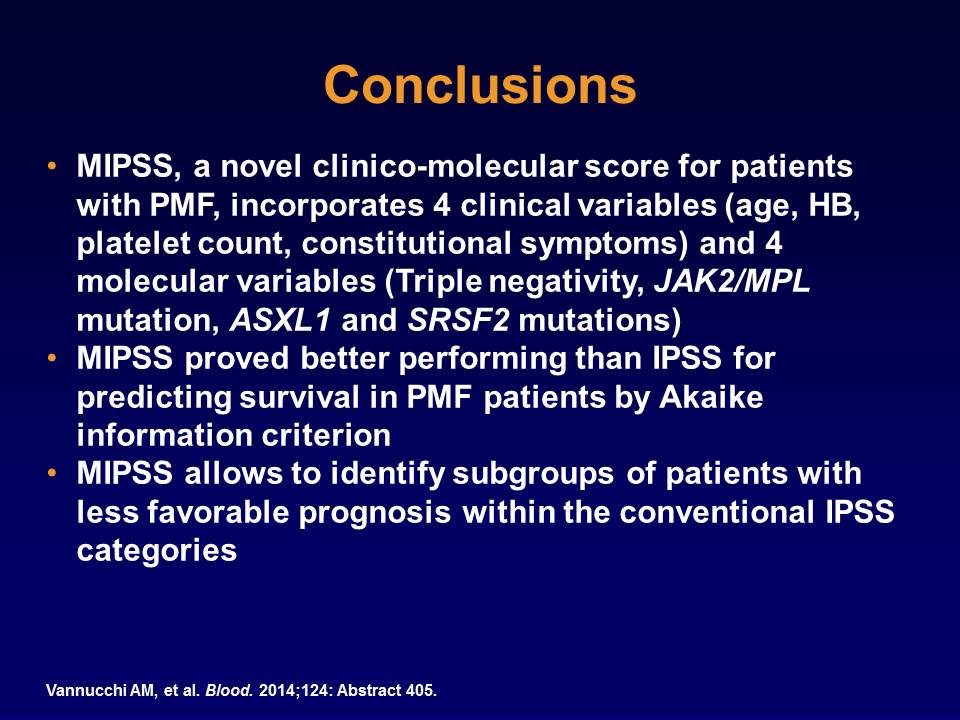 Conclusions
• MIPSS, a novel clinico-molecular score for patients
with PMF, incorporates 4 clinical variables (age, HB,
platelet count, constitutional symptoms) and 4
molecular variables (Triple negativity, JAK2/MPL
mutation, ASXL1 and SRSF2 mutations)
• MIPSS proved better performing than IPSS for
predicting survival in PMF patients by Akaike
information criterion
• MIPSS allows to identify subgroups of patients with
less favorable prognosis within the conventional IPSS
categories
Vannucchi AM, et al. Blood. 2014;124: Abstract 405.